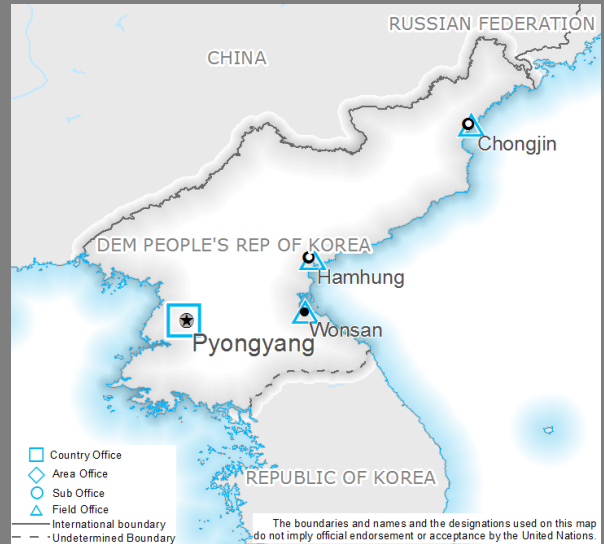 RUSSIAN FEDERATION
CHINA
Chongjin
DEM PEOPLE'S REP OF KOREA
Hamhung
Wonsan
Pyongyang
REPUBLIC OF KOREA
Country Office
Area Office
Sub Office
Field Office
International boundary
Undetermined Boundary
The boundaries and names and the designations used on this map
do not imply official endorsement or acceptance by the United Nations.